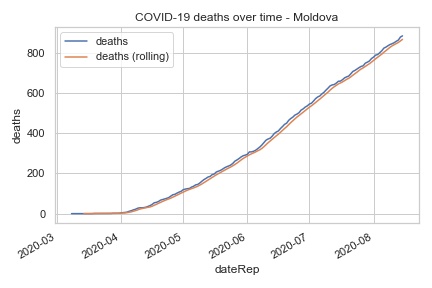 COVID-19 deaths over time - Moldova
deaths
deaths (rolling)
deaths
800
600
400
200
0
2020-03
2020-04
2020-05
2020-06
2020-07
2020-08
dateRep